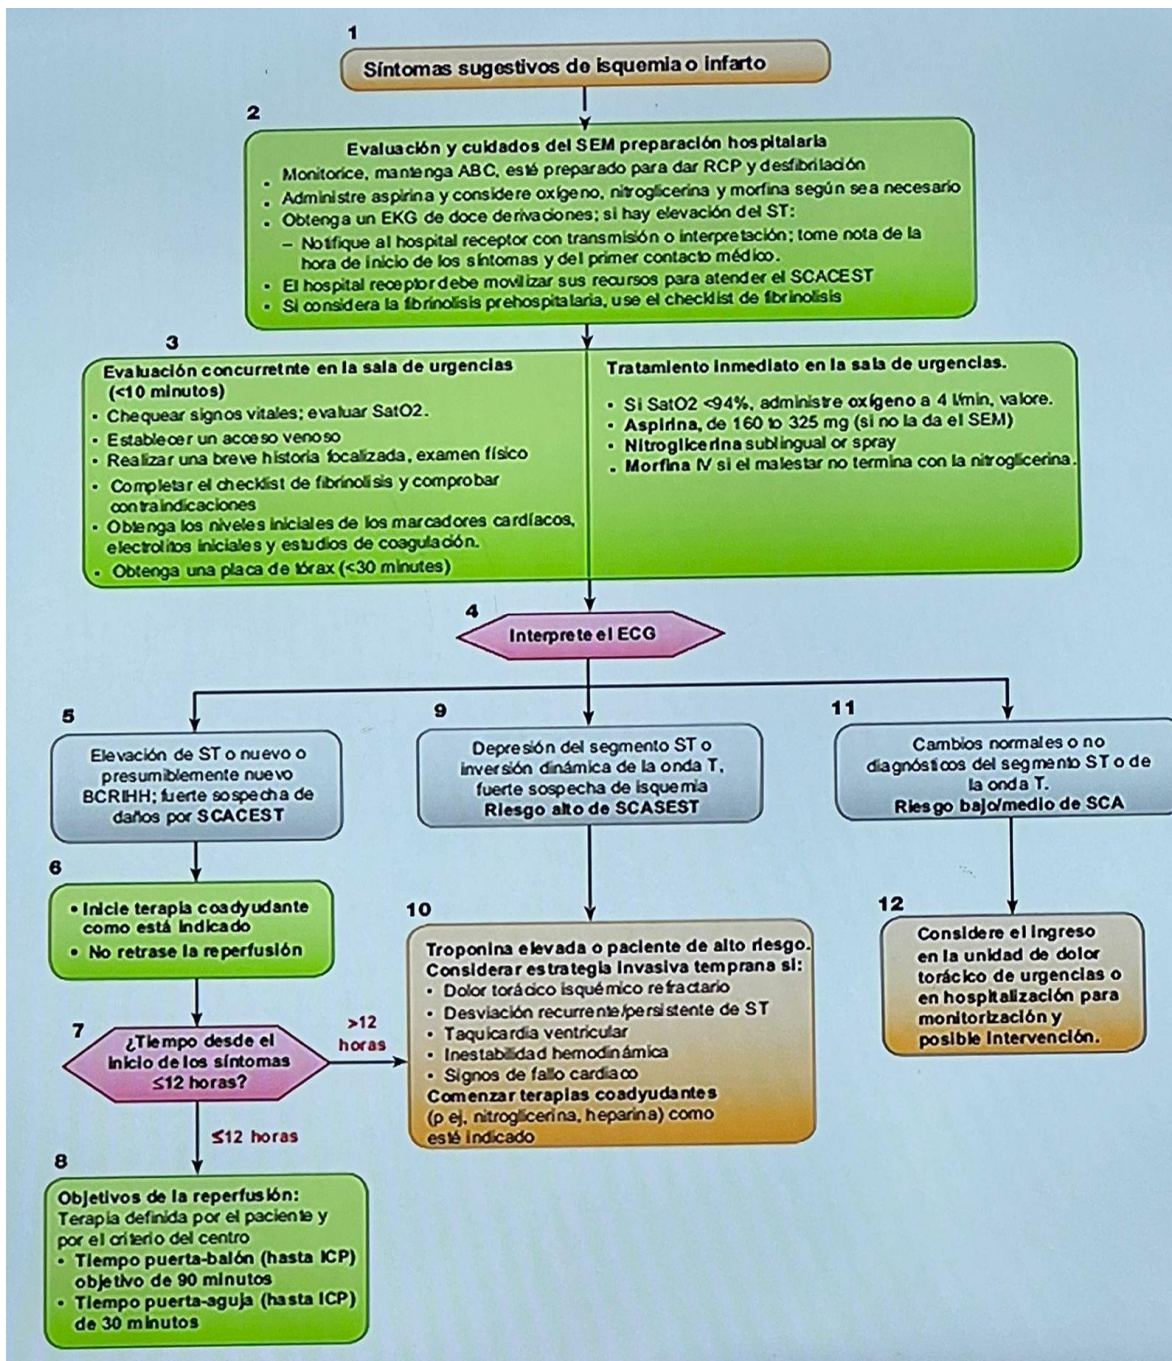 1
Síntomas sugestivos de isquemia o infarto
2
Evaluación y cuidados del SEM preparación hospitalaria
• Monitorice, mantenga ABC, esté preparado para dar RCP y desfibrilación
• Administre aspirina y considere oxígeno, nitroglicerina y morfina según sea necesario
• Obtenga un EKG de doce derivaciones; si hay elevación del ST:
– Notifique al hospital receptor con transmisión o interpretación; tome nota de la
hora de inicio de los síntomas y del primer contacto médico.
• El hospital receptor debe movilizar sus recursos para atender el SCACEST
• Si considera la fibrinolisis prehospitalaria, use el checklist de fibrinolisis
3
Evaluación concurretnte en la sala de urgencias
(<10 minutos)
• Chequear signos vitales; evaluar SatO2.
• Establecer un acceso venoso
• Realizar una breve historia focalizada, examen físico
• Completar el checklist de fibrinolisis y comprobar
contraindicaciones
• Obtenga los niveles iniciales de los marcadores cardíacos,
electrolitos iniciales y estudios de coagulación.
• Obtenga una placa de tórax (<30 minutes)
Tratamiento inmediato en la sala de urgencias.
• Si SatO2 <94%, administre oxígeno a 4 l/min, valore.
• Aspirina, de 160 to 325 mg (si no la da el SEM)
• Nitroglicerina sublingual or spray
• Morfina IV si el malestar no termina con la nitroglicerina.
4
Interprete el ECG
5
Elevación de ST o nuevo o
presumiblemente nuevo
BCRIHH; fuerte sospecha de
daños por SCACEST
9
Depresión del segmento ST o
inversión dinámica de la onda T,
fuerte sospecha de isquemia
Riesgo alto de SCASEST
11
Cambios normales o no
diagnósticos del segmento ST o de
la onda T.
Riesgo bajo/medio de SCA
6
• Inicie terapia coadyudante
como está indicado
• No retrase la reperfusión
10
Troponina elevada o paciente de alto riesgo.
Considerar estrategia invasiva temprana si:
• Dolor torácico isquémico refractario
• Desviación recurrente/persistente de ST
• Taquicardia ventricular
• Inestabilidad hemodinámica
• Signos de fallo cardiaco
Comenzar terapias coadyudantes
(p ej, nitroglicerina, heparina) como
esté indicado
12
Considere el ingreso
en la unidad de dolor
torácico de urgencias o
en hospitalización para
monitorización y
posible intervención.
7
¿Tiempo desde el
inicio de los síntomas
≤12 horas?
>12
horas
≤12 horas
8
Objetivos de la reperfusión:
Terapia definida por el paciente y
por el criterio del centro
• Tiempo puerta-balón (hasta ICP)
objetivo de 90 minutos
• Tiempo puerta-aguja (hasta ICP)
de 30 minutos